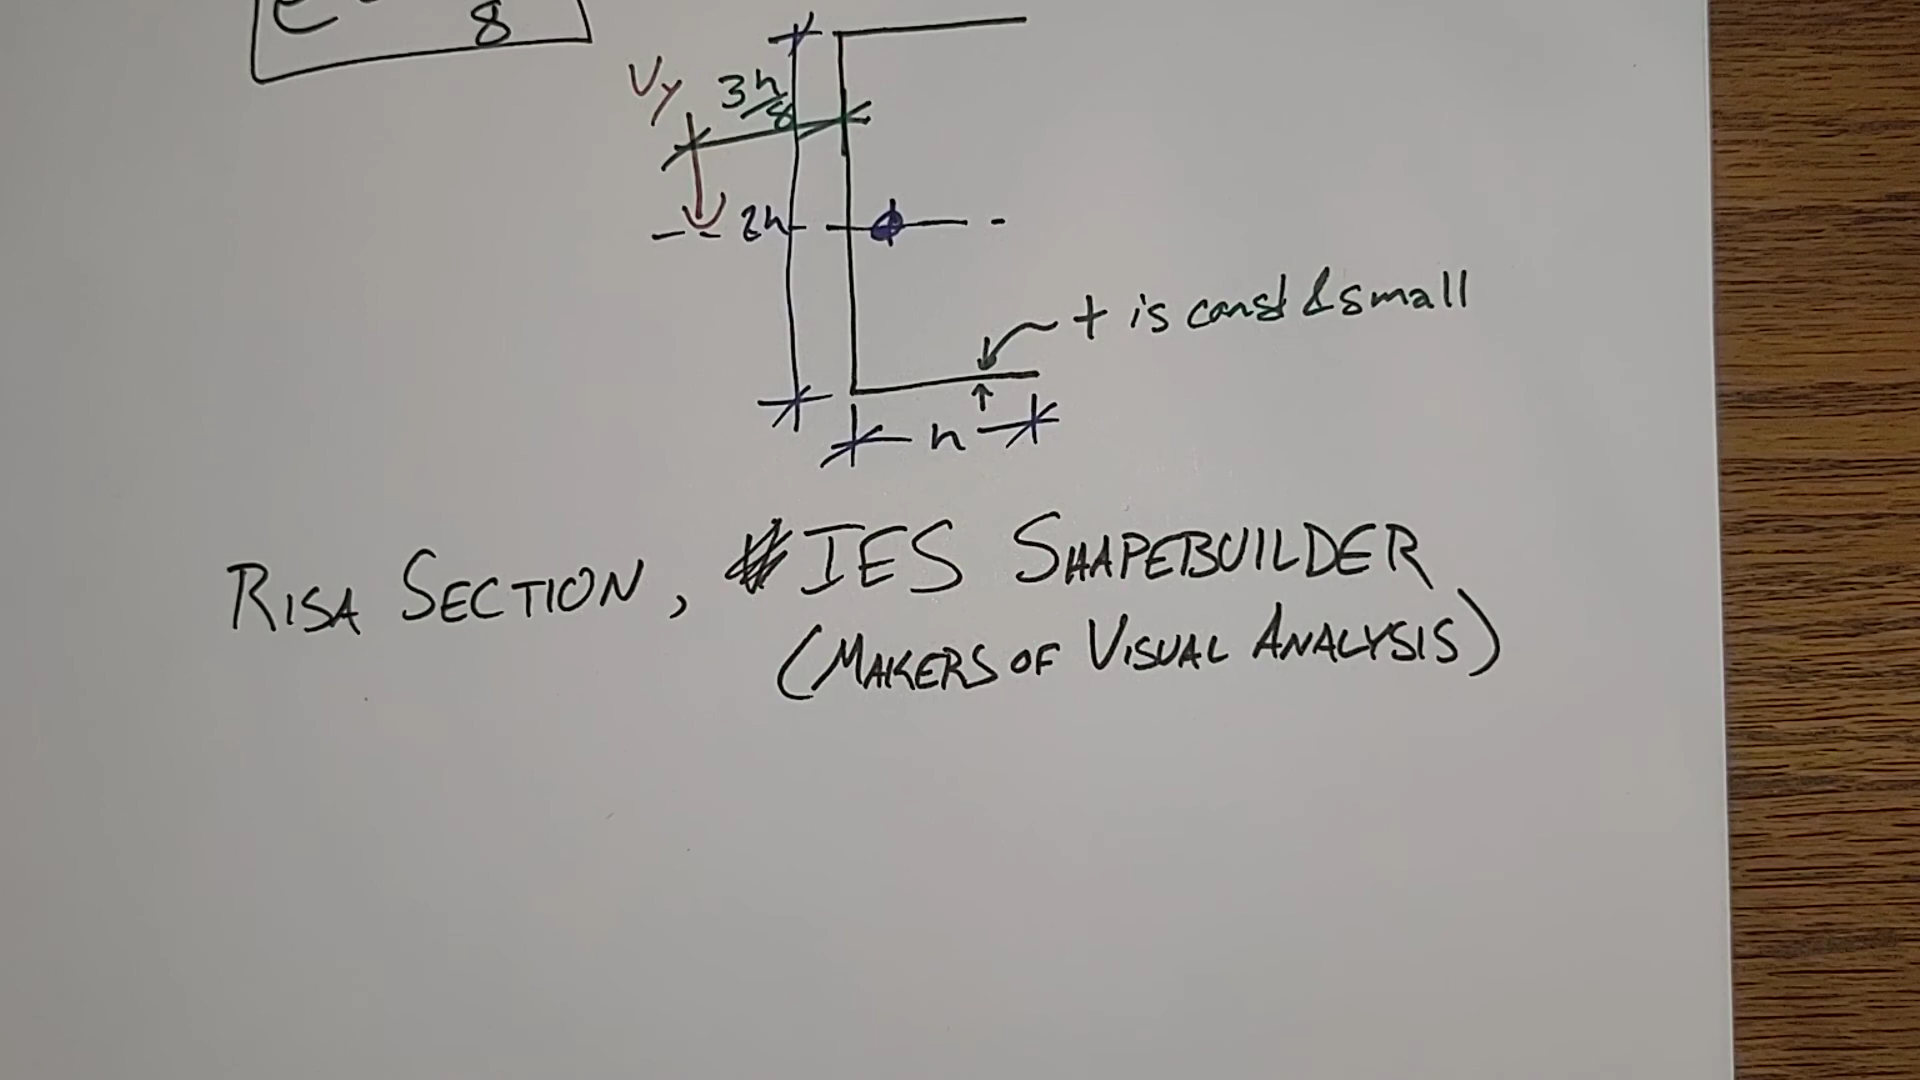 e
8
Vy
3h/8
2h
t is const & small
h
RISA SECTION, IES SHAPEBUILDER
(MAKERS OF VISUAL ANALYSIS)